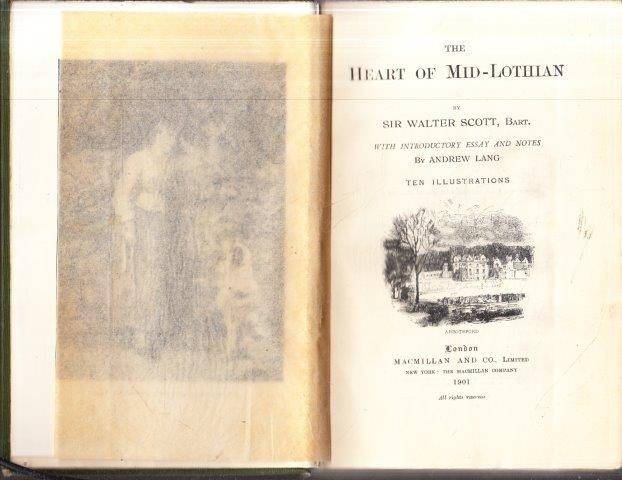 THE
HEART OF MID-LOTHIAN
BY
SIR WALTER SCOTT, BART.
WITH INTRODUCTORY ESSAY AND NOTES
BY ANDREW LANG
TEN ILLUSTRATIONS
ABBOTSFORD
London
MACMILLAN AND CO., LIMITED
NEW YORK: THE MACMILLAN COMPANY
1901
All rights reserved